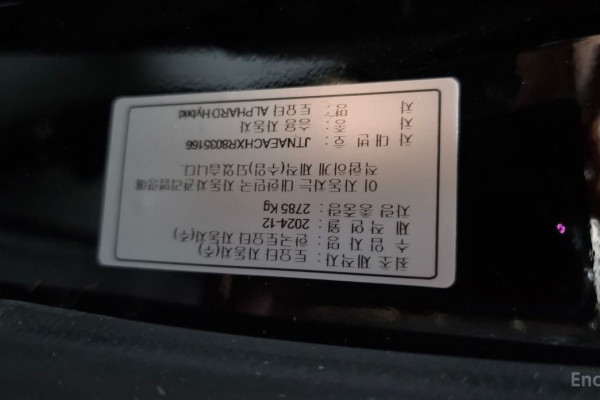 최초 제작자 : 토요타 자동차(주)
수 입 자 명 : 한국토요타 자동차(주)
제 작 연 월 : 2024-12
차량 총중량 : 2785 Kg
이 자동차는 대한민국 자동차관리법령에
적합하게 제작(수입)되었습니다.
차 대 번 호 : JTNAEACHXR8035166
차 종 : 승용 자동차
차 명 : 토요타 ALPHARD Hybrid
Enc